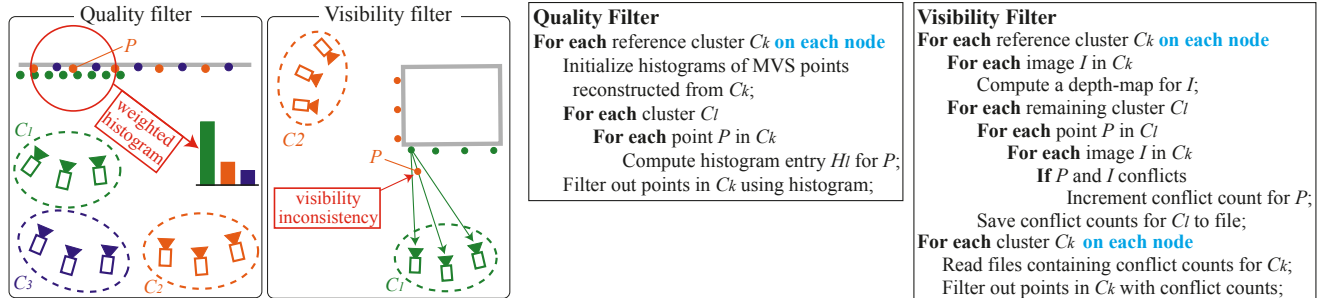 Quality filter
P
weighted
histogram
C1
C3
C2
Visibility filter
C2
P
visibility
inconsistency
C1
Quality Filter
For each reference cluster Ck on each node
Initialize histograms of MVS points
reconstructed from Ck;
For each cluster Cl
For each point P in Ck
Compute histogram entry Hl for P;
Filter out points in Ck using histogram;
Visibility Filter
For each reference cluster Ck on each node
For each image I in Ck
Compute a depth-map for I;
For each remaining cluster Cl
For each point P in Cl
For each image I in Ck
If P and I conflicts
Increment conflict count for P;
Save conflict counts for Cl to file;
For each cluster Ck on each node
Read files containing conflict counts for Ck;
Filter out points in Ck with conflict counts;